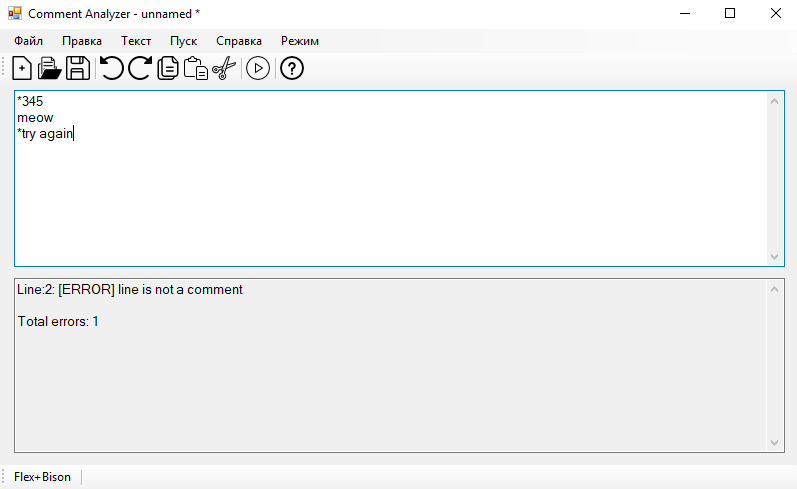 Comment Analyzer - unnamed *
Файл Правка Текст Пуск Справка Режим
*345
meow
*try again
Line:2: [ERROR] line is not a comment
Total errors: 1
Flex+Bison